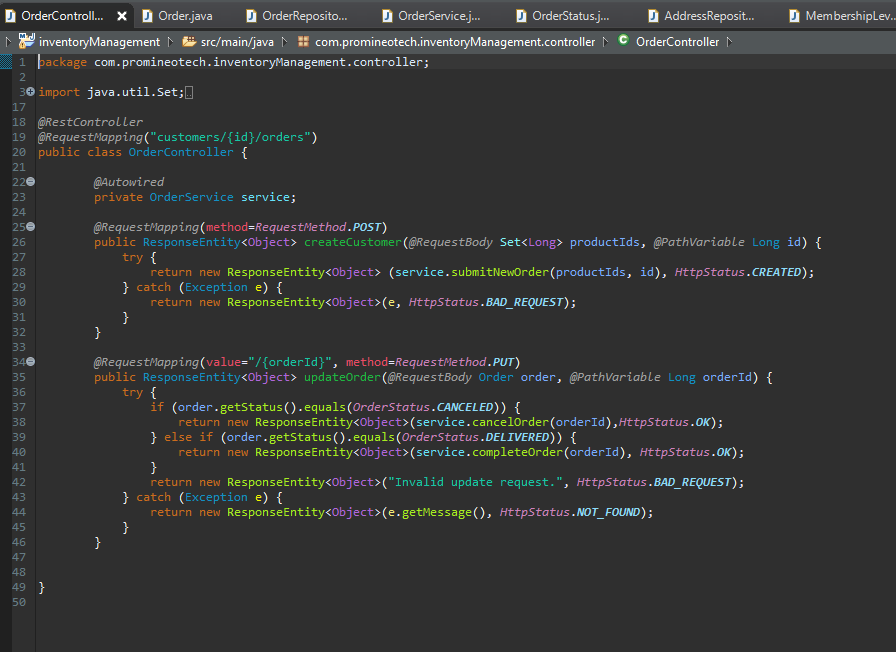 OrderControll... Order.java OrderReposito... OrderService.j... OrderStatus.j... AddressReposit... MembershipLev...
inventoryManagement src/main/java com.promineotech.inventoryManagement.controller OrderController
1 package com.promineotech.inventoryManagement.controller;
2
3 import java.util.Set;
17
18 @RestController
19 @RequestMapping("customers/{id}/orders")
20 public class OrderController {
21
22 @Autowired
23 private OrderService service;
24
25 @RequestMapping(method=RequestMethod.POST)
26 public ResponseEntity<Object> createCustomer(@RequestBody Set<Long> productIds, @PathVariable Long id) {
27 try {
28 return new ResponseEntity<Object> (service.submitNewOrder(productIds, id), HttpStatus.CREATED);
29 } catch (Exception e) {
30 return new ResponseEntity<Object>(e, HttpStatus.BAD_REQUEST);
31 }
32 }
33
34 @RequestMapping(value="/{orderId}", method=RequestMethod.PUT)
35 public ResponseEntity<Object> updateOrder(@RequestBody Order order, @PathVariable Long orderId) {
36 try {
37 if (order.getStatus().equals(OrderStatus.CANCELED)) {
38 return new ResponseEntity<Object>(service.cancelOrder(orderId),HttpStatus.OK);
39 } else if (order.getStatus().equals(OrderStatus.DELIVERED)) {
40 return new ResponseEntity<Object>(service.completeOrder(orderId), HttpStatus.OK);
41 }
42 return new ResponseEntity<Object>("Invalid update request.", HttpStatus.BAD_REQUEST);
43 } catch (Exception e) {
44 return new ResponseEntity<Object>(e.getMessage(), HttpStatus.NOT_FOUND);
45 }
46 }
47
48
49 }
50